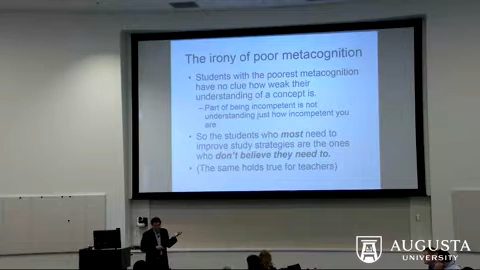 The irony of poor metacognition
• Students with the poorest metacognition
have no clue how weak their
understanding of a concept is.
– Part of being incompetent is not
understanding just how incompetent you
are
• So the students who most need to
improve study strategies are the ones
who don't believe they need to.
• (The same holds true for teachers)
AUGUSTA
UNIVERSITY